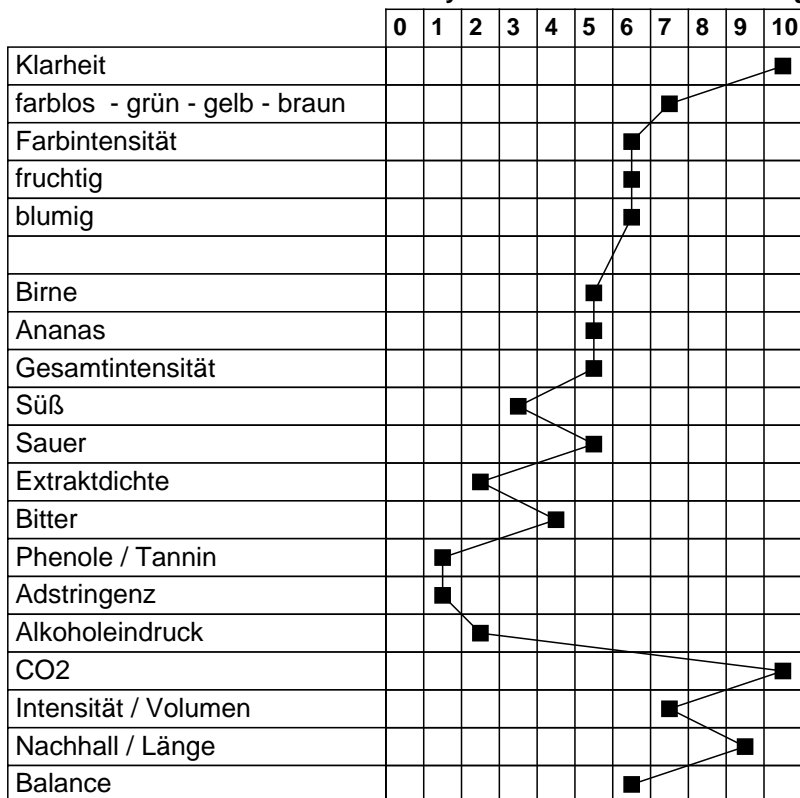 0 1 2 3 4 5 6 7 8 9 10
Klarheit
farblos - grün - gelb - braun
Farbintensität
fruchtig
blumig
Birne
Ananas
Gesamtintensität
Süß
Sauer
Extraktdichte
Bitter
Phenole / Tannin
Adstringenz
Alkoholeindruck
CO2
Intensität / Volumen
Nachhall / Länge
Balance